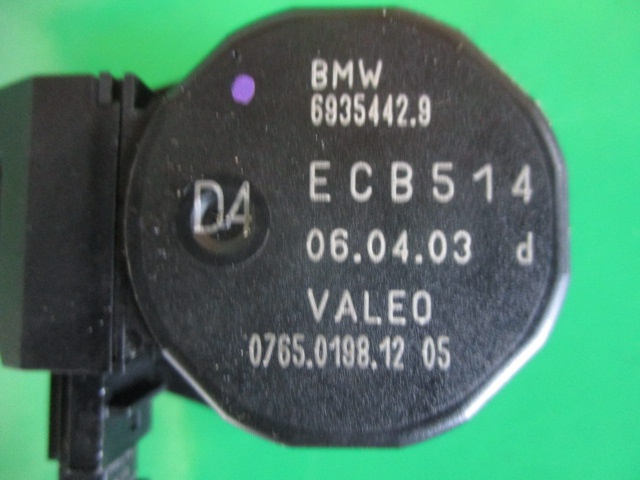 BMW
6935442.9
ECB514
D4
06.04.03 d
VALEO
0765.0198.12 05